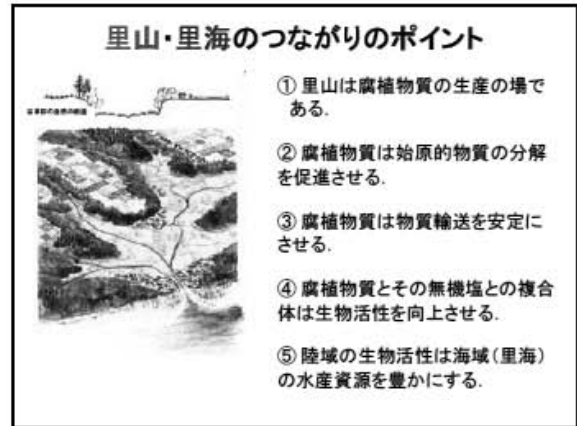 里山・里海のつながりのポイント
① 里山は腐植物質の生産の場で
ある.
② 腐植物質は始原的物質の分解
を促進させる.
③ 腐植物質は物質輸送を安定に
させる.
④ 腐植物質とその無機塩との複合
体は生物活性を向上させる.
⑤ 陸域の生物活性は海域(里海)
の水産資源を豊かにする.